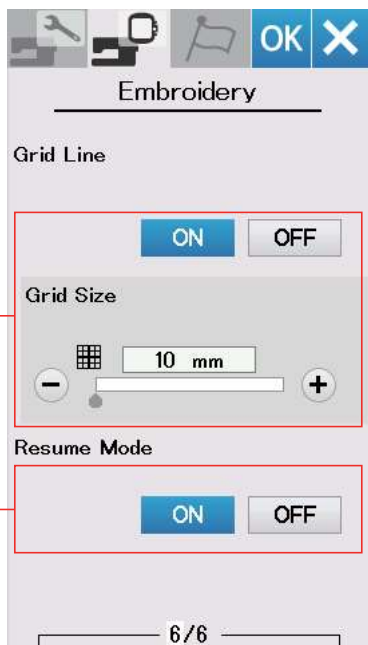 OK
Embroidery
Grid Line
ON OFF
Grid Size
10 mm
Resume Mode
ON OFF
6/6